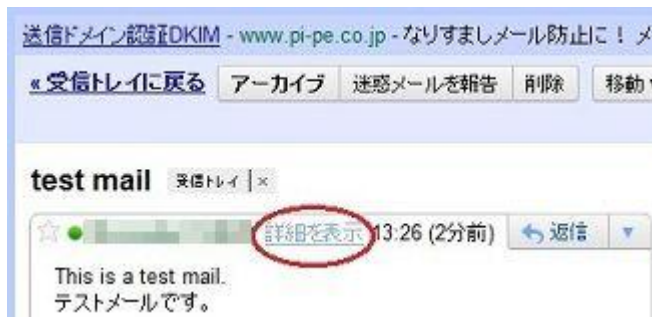 送信ドメイン認証DKIM - www.pi-pe.co.jp - なりすましメール防止に! メ
«受信トレイに戻る アーカイブ 迷惑メールを報告 削除 移動
test mail 受信トレイ | ×
詳細を表示 13:26 (2分前) 返信
This is a test mail.
テストメールです。